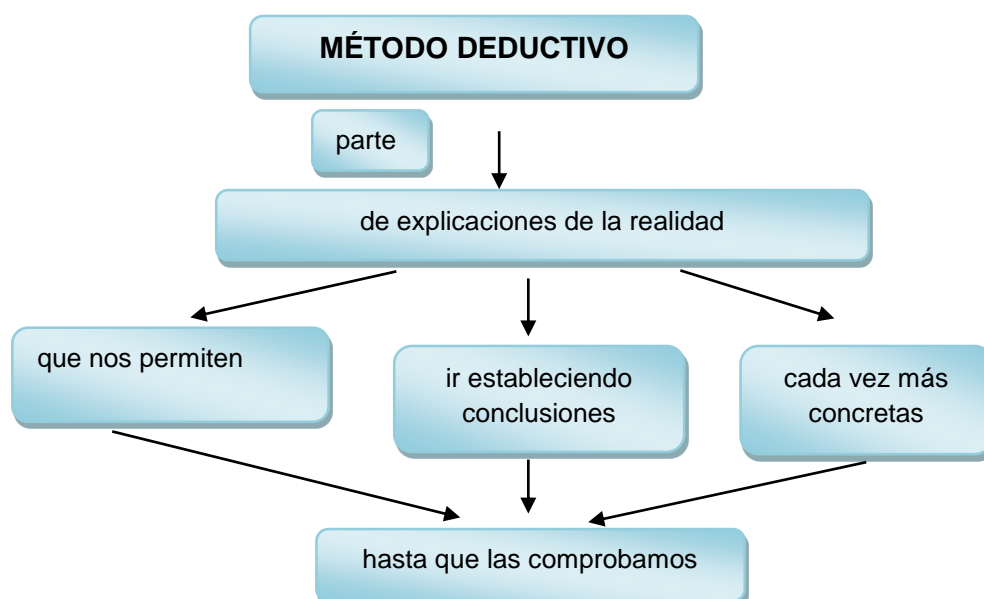 MÉTODO DEDUCTIVO
parte
de explicaciones de la realidad
que nos permiten
ir estableciendo
conclusiones
cada vez más
concretas
hasta que las comprobamos